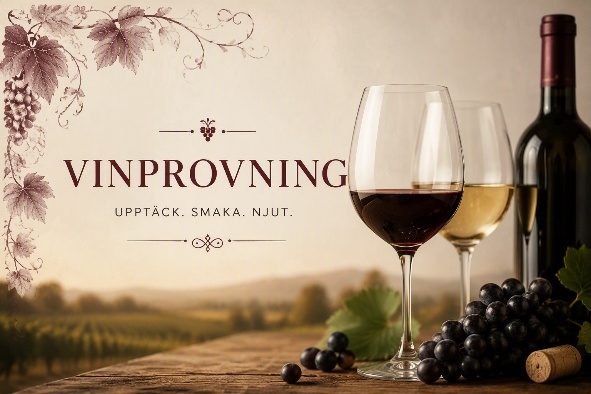 VINPROVNING
UPPTÄCK. SMAKA. NJUT.